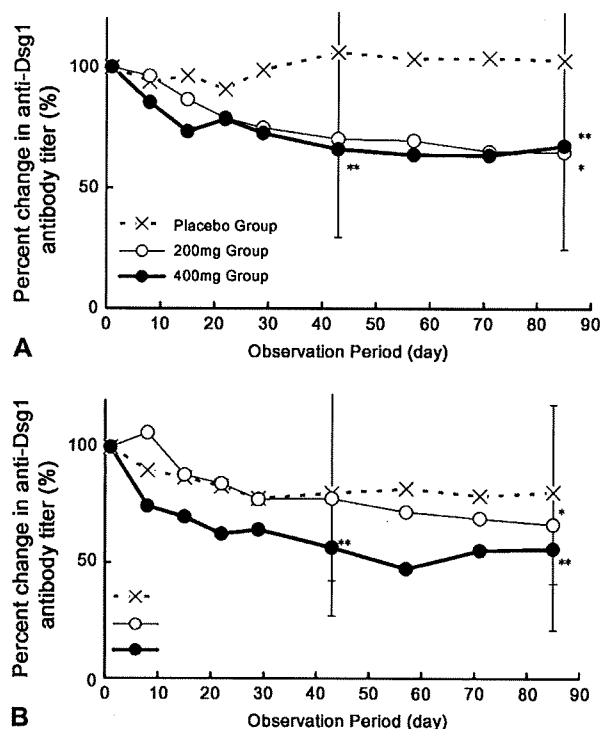 Percent change in anti-Dsg1
antibody titer (%)
100
50
0
Placebo Group
200mg Group
400mg Group
**
**
*
0 10 20 30 40 50 60 70 80 90
Observation Period (day)
A
Percent change in anti-Dsg1
antibody titer (%)
100
50
0
**
*
**
0 10 20 30 40 50 60 70 80 90
Observation Period (day)
B